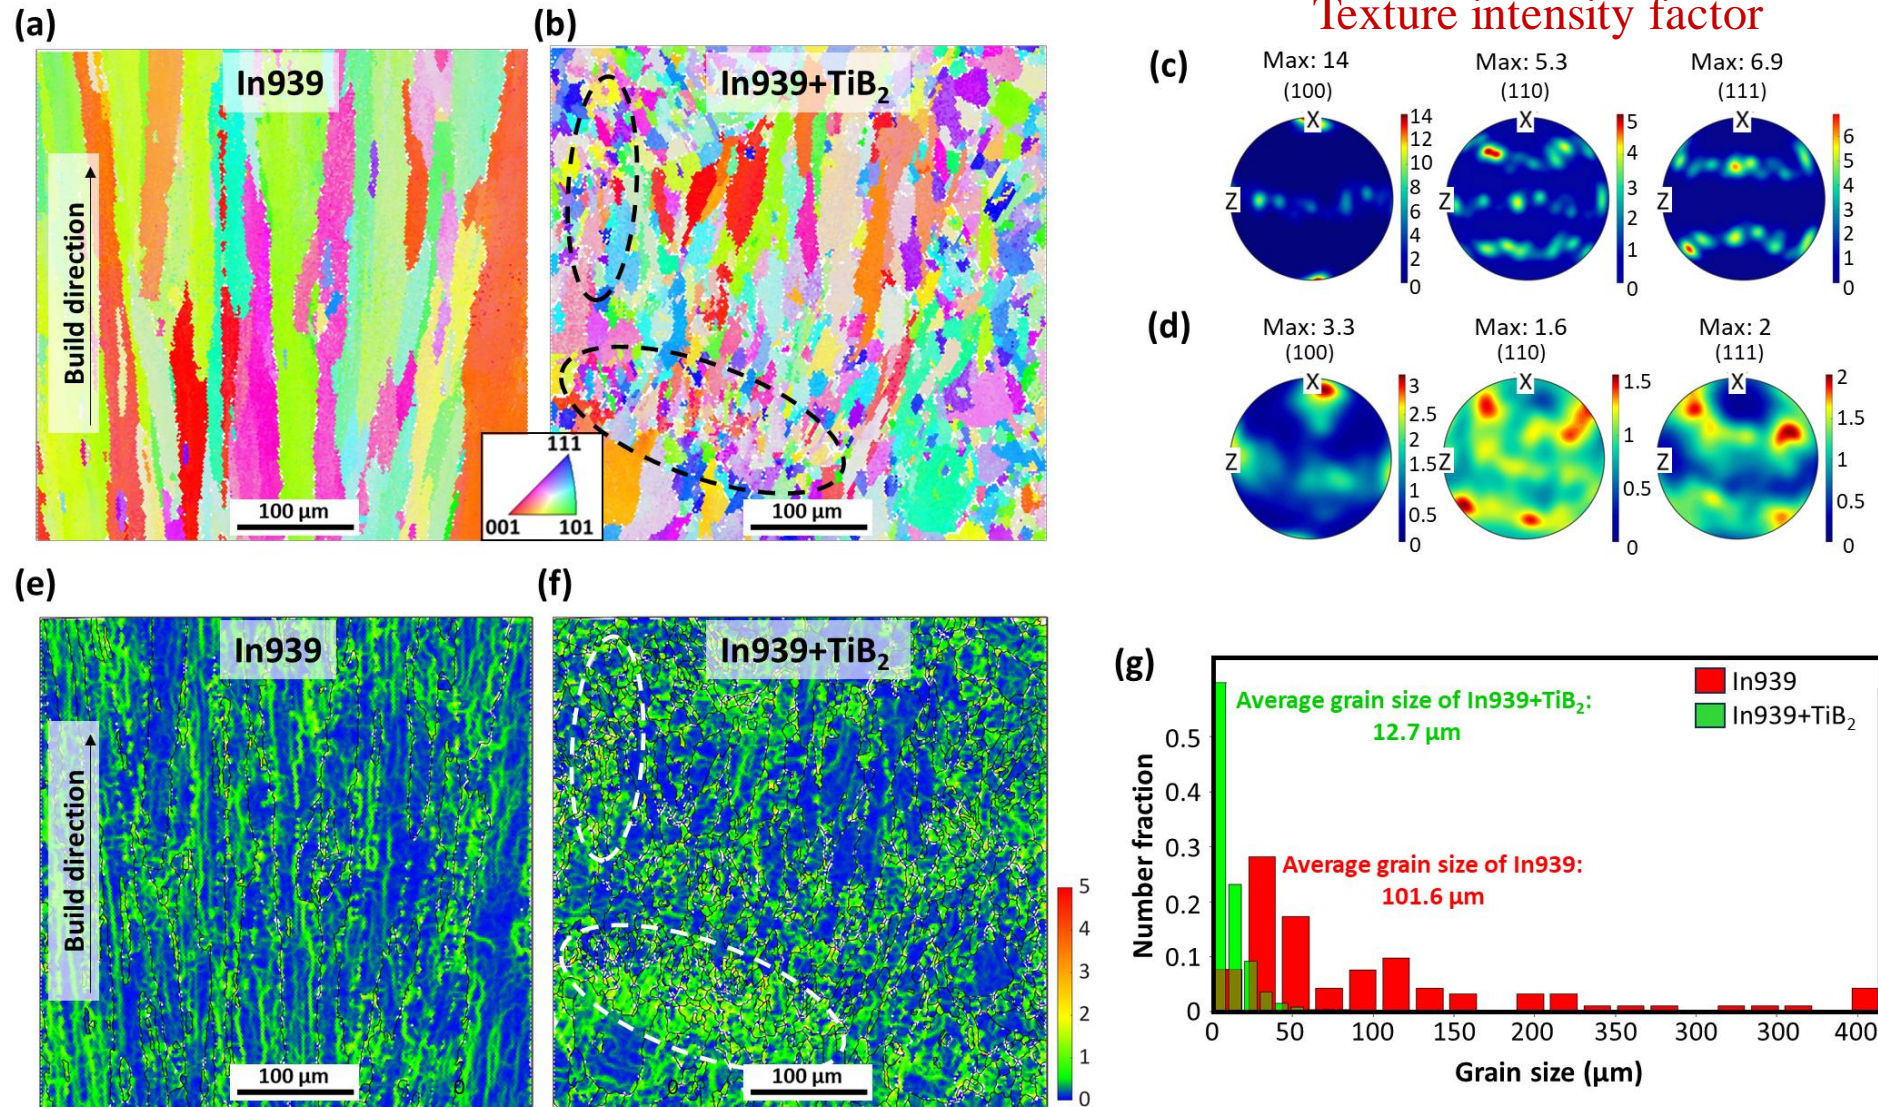 Texture intensity factor
(a)
In939
Build direction
100 µm
(b)
In939+TiB₂
100 µm
111
001
101
(c)
Max: 14
(100)
X
Z
14
12
10
8
6
4
2
0
Max: 5.3
(110)
X
Z
5
4
3
2
1
0
Max: 6.9
(111)
X
Z
6
5
4
3
2
1
0
(d)
Max: 3.3
(100)
X
Z
3
2.5
2
1.5
1
0.5
0
Max: 1.6
(110)
X
Z
1.5
1
0.5
0
Max: 2
(111)
X
Z
2
1.5
1
0.5
0
(e)
In939
Build direction
100 µm
0
(f)
In939+TiB₂
100 µm
0
5
4
3
2
1
0
(g)
In939
In939+TiB₂
Average grain size of In939+TiB₂:
12.7 µm
Average grain size of In939:
101.6 µm
Number fraction
0.5
0.4
0.3
0.2
0.1
0
0 50 100 150 200 350 300 300 400
Grain size (µm)